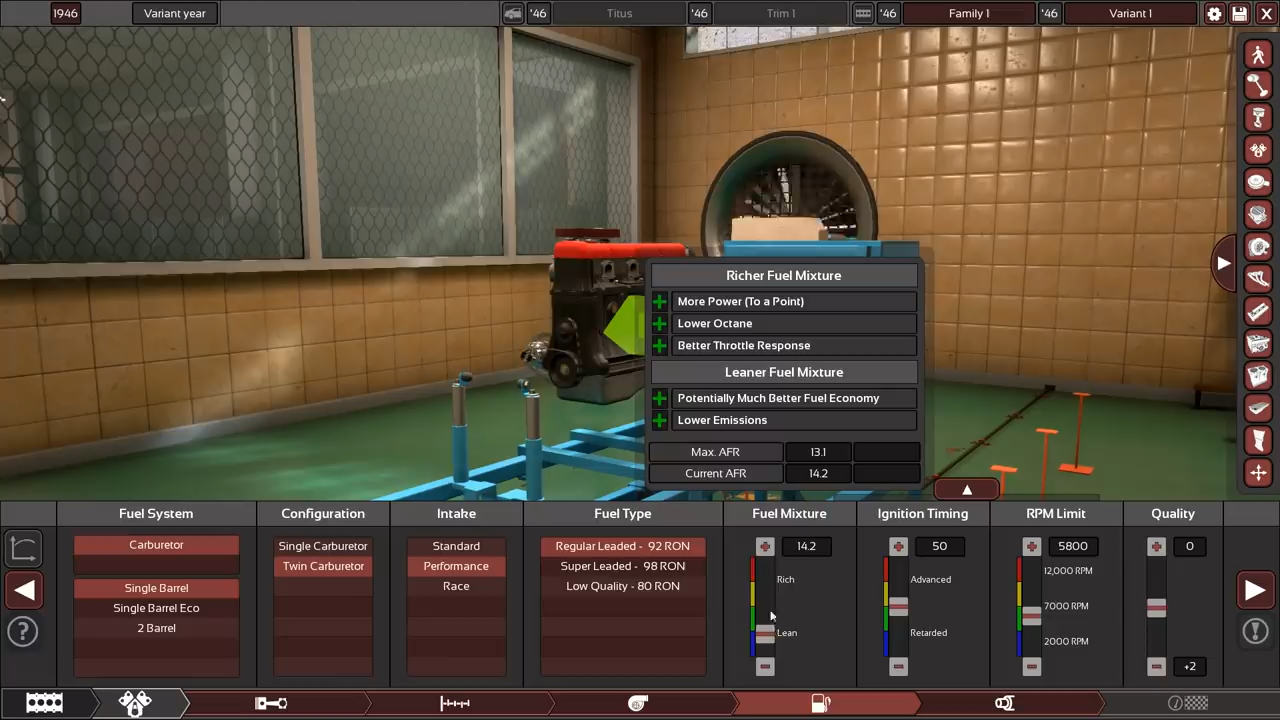 1946 Variant year '46 Titus '46 Trim 1 '46 Family 1 '46 Variant 1
Richer Fuel Mixture
More Power (To a Point)
Lower Octane
Better Throttle Response
Leaner Fuel Mixture
Potentially Much Better Fuel Economy
Lower Emissions
Max. AFR 13.1
Current AFR 14.2
Fuel System
Carburetor
Single Barrel
Single Barrel Eco
2 Barrel
Configuration
Single Carburetor
Twin Carburetor
Intake
Standard
Performance
Race
Fuel Type
Regular Leaded - 92 RON
Super Leaded - 98 RON
Low Quality - 80 RON
Fuel Mixture
14.2
Rich
Lean
Ignition Timing
50
Advanced
Retarded
RPM Limit
5800
12,000 RPM
7000 RPM
2000 RPM
Quality
0
+2